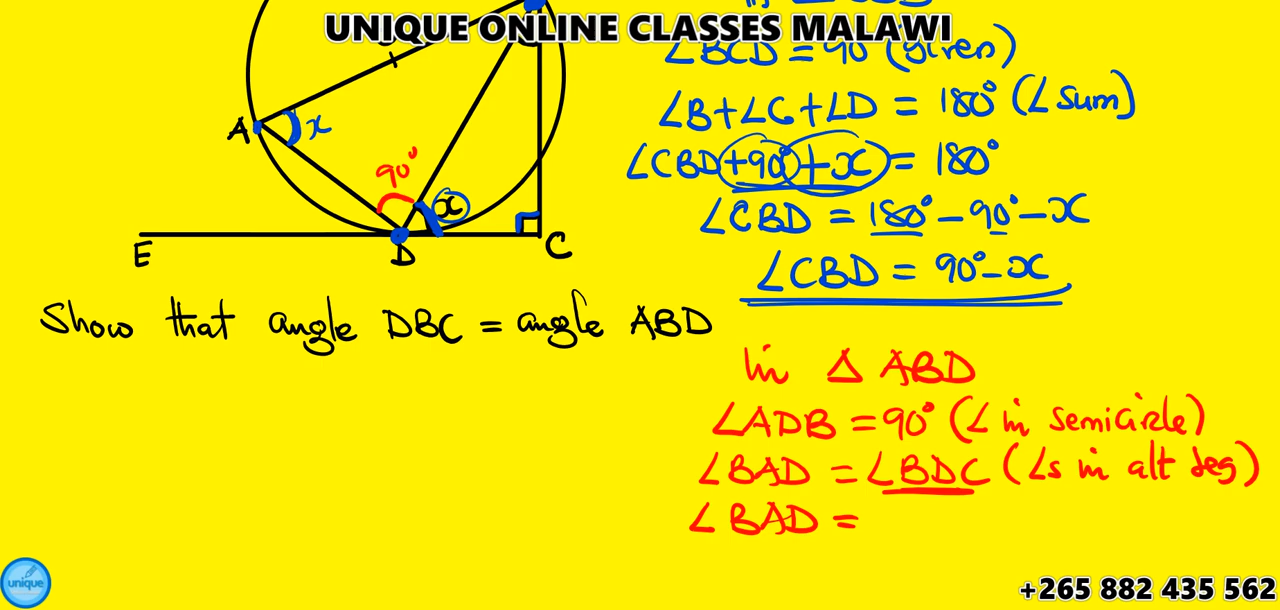 UNIQUE ONLINE CLASSES MALAWI
∠BCD = 90° (given)
∠B+∠C+∠D = 180° (∠ sum)
∠CBD+90°+x = 180°
∠CBD = 180°-90°-x
∠CBD = 90°-x
A
x
90°
x
E
D
C
Show that angle DBC = angle ABD
In Δ ABD
∠ADB = 90° (∠ in semicircle)
∠BAD = ∠BDC (∠s in alt seg)
∠BAD =
unique
+265 882 435 562